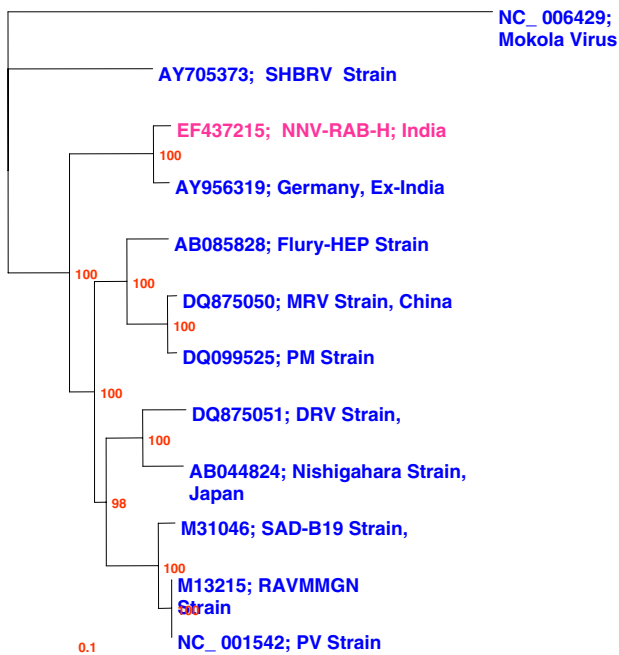 NC_ 006429;
Mokola Virus
AY705373;  SHBRV  Strain
EF437215;  NNV-RAB-H; India
100
AY956319; Germany, Ex-India
AB085828; Flury-HEP Strain
100
100
DQ875050; MRV Strain, China
100
DQ099525; PM Strain
100
DQ875051; DRV Strain,
100
AB044824; Nishigahara Strain,
Japan
98
M31046; SAD-B19 Strain,
100
M13215; RAVMMGN
Strain
100
NC_ 001542; PV Strain
0.1